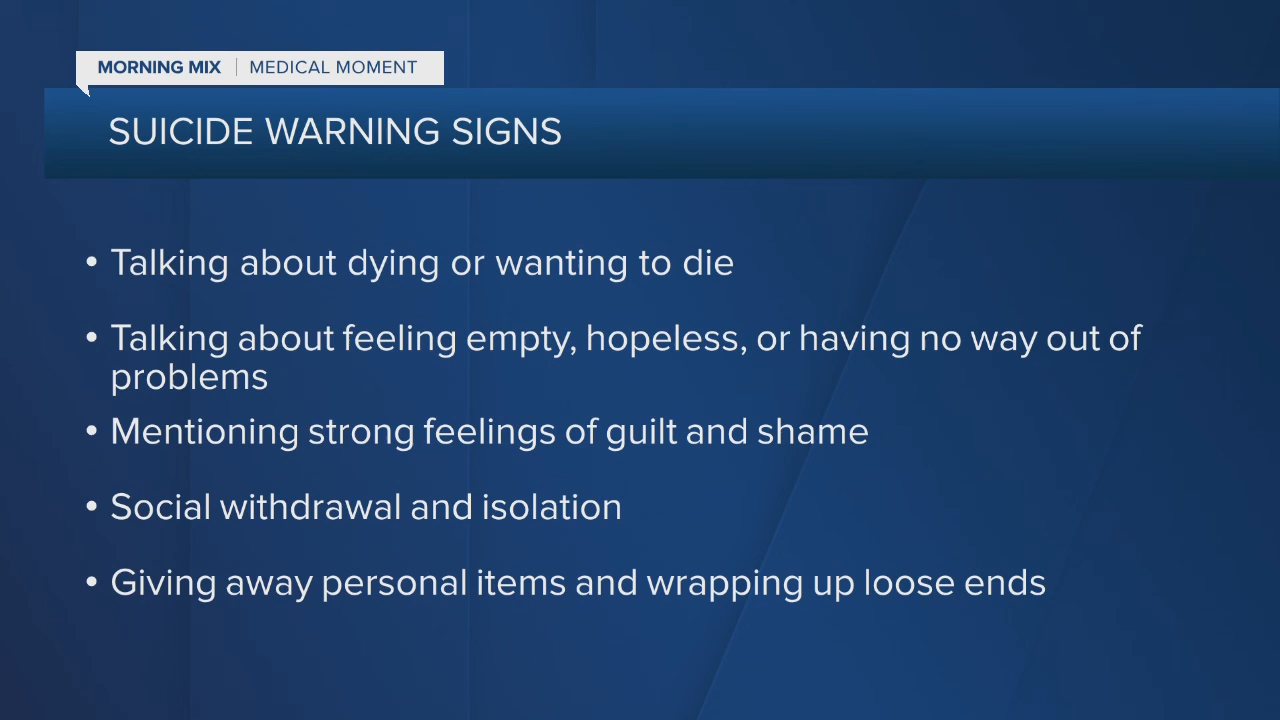 MORNING MIX | MEDICAL MOMENT
SUICIDE WARNING SIGNS
• Talking about dying or wanting to die
• Talking about feeling empty, hopeless, or having no way out of
problems
• Mentioning strong feelings of guilt and shame
• Social withdrawal and isolation
• Giving away personal items and wrapping up loose ends